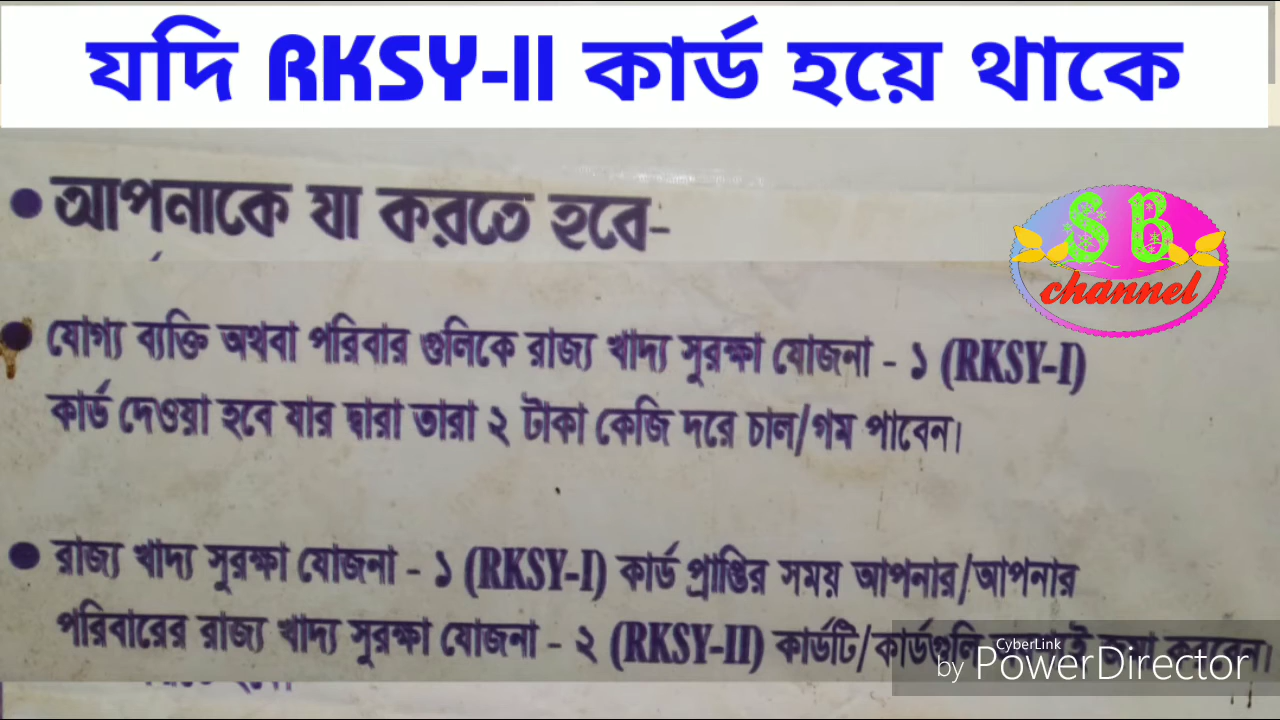 যদি RKSY-II কার্ড হয়ে থাকে
• আপনাকে যা করতে হবে-
S B
channel
• যোগ্য ব্যক্তি অথবা পরিবার গুলিকে রাজ্য খাদ্য সুরক্ষা যোজনা - ১ (RKSY-I)
কার্ড দেওয়া হবে যার দ্বারা তারা ২ টাকা কেজি দরে চাল/গম পাবেন।
• রাজ্য খাদ্য সুরক্ষা যোজনা - ১ (RKSY-I) কার্ড প্রাপ্তির সময় আপনার/আপনার
পরিবারের রাজ্য খাদ্য সুরক্ষা যোজনা - ২ (RKSY-II) কার্ডটি/কার্ডগুলি জমা করবেন।
CyberLink
by PowerDirector